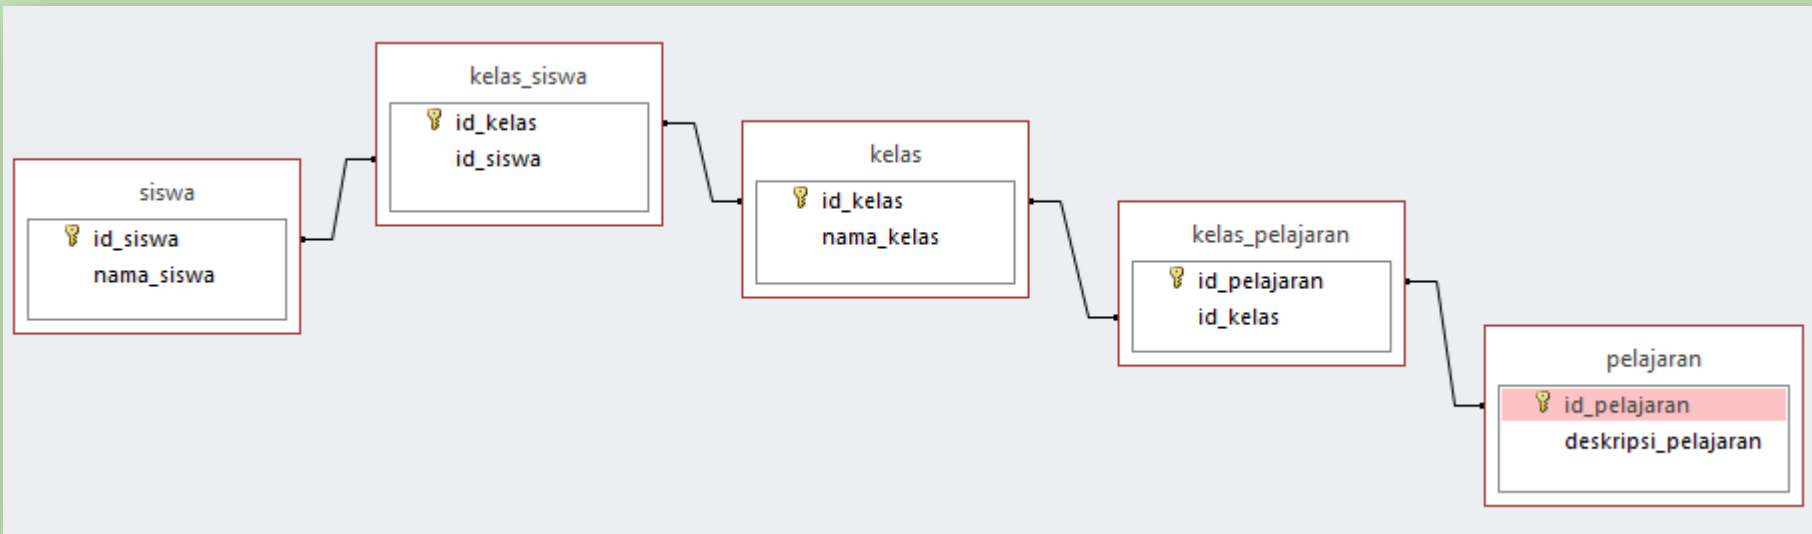 siswa
id_siswa
nama_siswa
kelas_siswa
id_kelas
id_siswa
kelas
id_kelas
nama_kelas
kelas_pelajaran
id_pelajaran
id_kelas
pelajaran
id_pelajaran
deskripsi_pelajaran